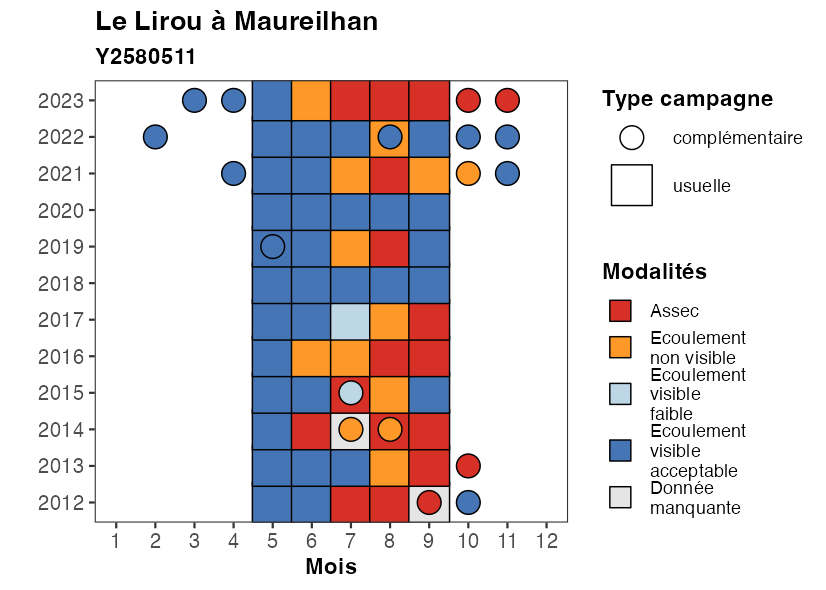 Le Lirou à Maureilhan
Y2580511
2023
2022
2021
2020
2019
2018
2017
2016
2015
2014
2013
2012
1 2 3 4 5 6 7 8 9 10 11 12
Mois
Type campagne
complémentaire
usuelle
Modalités
Assec
Ecoulement
non visible
Ecoulement
visible
faible
Ecoulement
visible
acceptable
Donnée
manquante